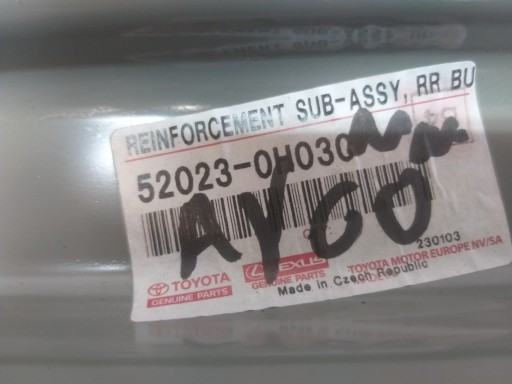 REINFORCEMENT SUB-ASSY, RR BU
52023-0H030
AYGO
230103
TOYOTA
GENUINE PARTS
LEXUS
GENUINE PARTS
TOYOTA MOTOR EUROPE NV/SA
Made in Czech Republic